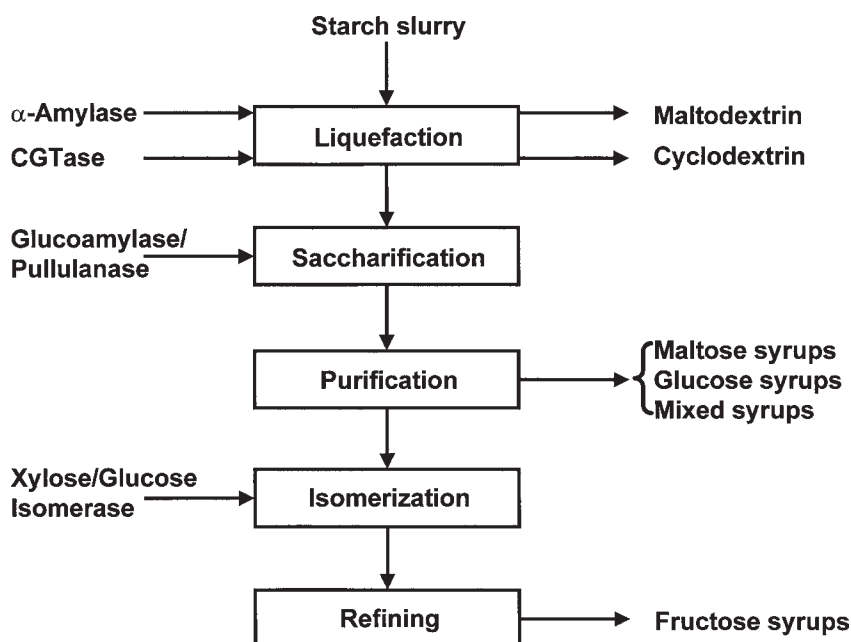 Starch slurry
α-Amylase
CGTase
Liquefaction
Maltodextrin
Cyclodextrin
Glucoamylase/
Pullulanase
Saccharification
Purification
Maltose syrups
Glucose syrups
Mixed syrups
Xylose/Glucose
Isomerase
Isomerization
Refining
Fructose syrups